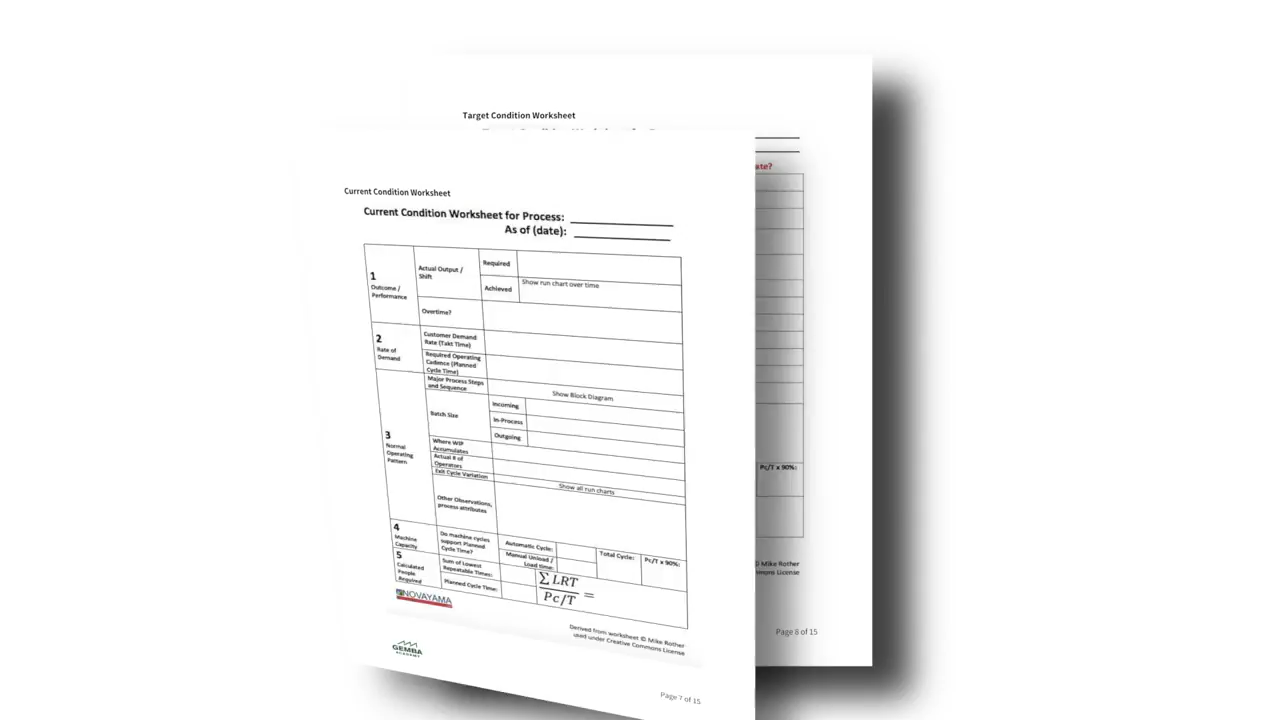 Target Condition Worksheet
ate?
Pc/T x 90%:
© Mike Rother
mmons License
Page 8 of 15
Current Condition Worksheet
Current Condition Worksheet for Process:
As of (date):
1
Outcome /
Performance
Actual Output /
Shift
Required
Achieved
Show run chart over time
Overtime?
2
Rate of
Demand
Customer Demand
Rate (Takt Time)
Required Operating
Cadence (Planned
Cycle Time)
3
Normal
Operating
Pattern
Major Process Steps
and Sequence
Show Block Diagram
Batch Size
Incoming
In-Process
Outgoing
Where WIP
Accumulates
Actual # of
Operators
Exit Cycle Variation
Show all run charts
Other Observations,
process attributes
4
Machine
Capacity
Do machine cycles
support Planned
Cycle Time?
Automatic Cycle:
Manual Unload /
Load time:
Total Cycle:
Pc/T x 90%:
5
Calculated
People
Required
Sum of Lowest
Repeatable Times:
Planned Cycle Time:
∑ LRT
Pc/T
=
NOVAYAMA
Derived from worksheet © Mike Rother
used under Creative Commons License
GEMBA
ACADEMY
Page 7 of 15